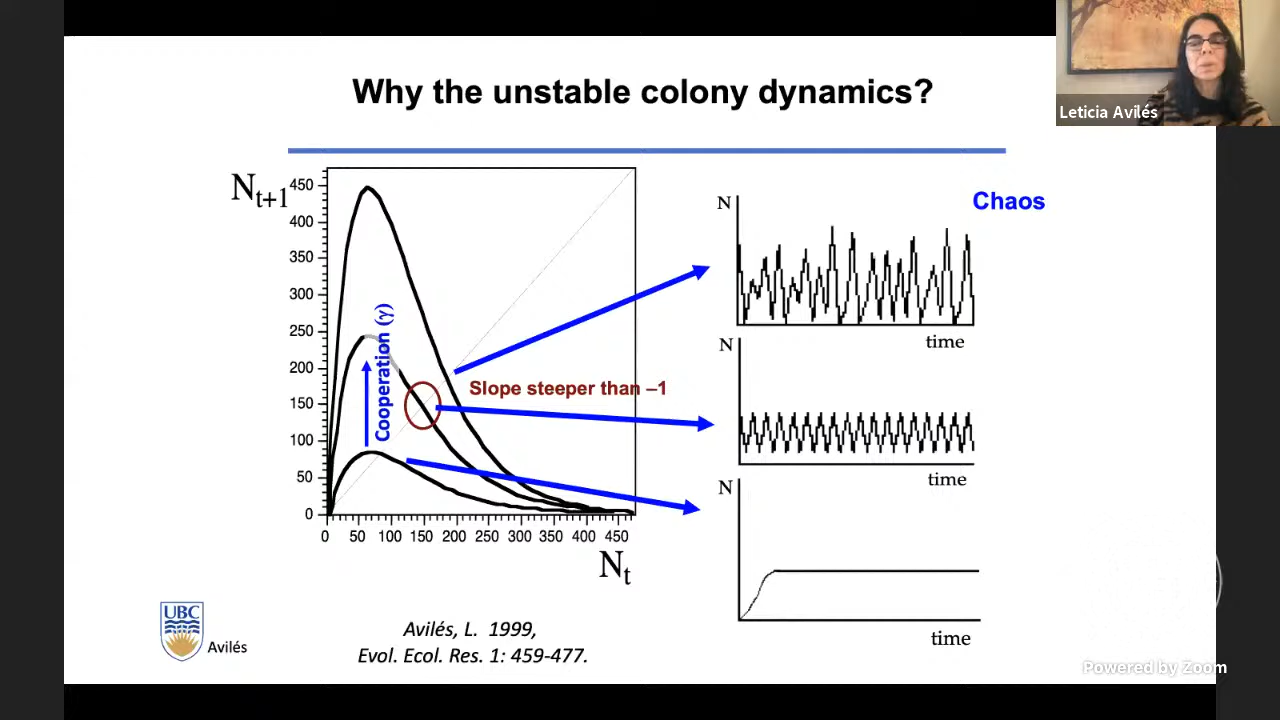 Why the unstable colony dynamics?
Leticia Avilés
Nt+1
450
400
350
300
250
200
150
100
50
0
0 50 100 150 200 250 300 350 400 450
Nt
Cooperation (γ)
Slope steeper than –1
Chaos
N
time
N
time
N
time
UBC
Avilés
Avilés, L. 1999,
Evol. Ecol. Res. 1: 459-477.
Powered by Zoom